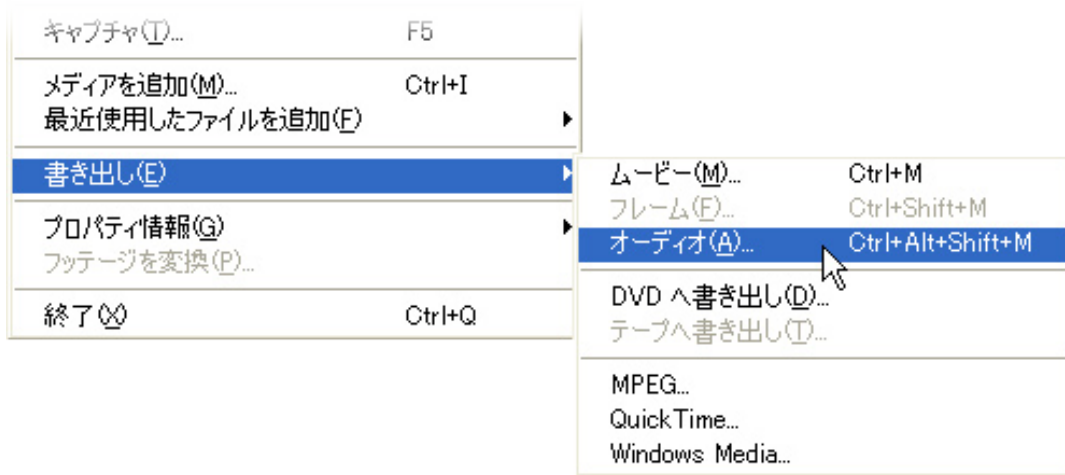 キャプチャ(T)... F5
メディアを追加(M)... Ctrl+I
最近使用したファイルを追加(F)
書き出し(E)
プロパティ情報(G)
フッテージを変換(P)...
終了(X) Ctrl+Q
ムービー(M)... Ctrl+M
フレーム(F)... Ctrl+Shift+M
オーディオ(A)... Ctrl+Alt+Shift+M
DVD へ書き出し(D)...
テープへ書き出し(T)...
MPEG...
QuickTime...
Windows Media...